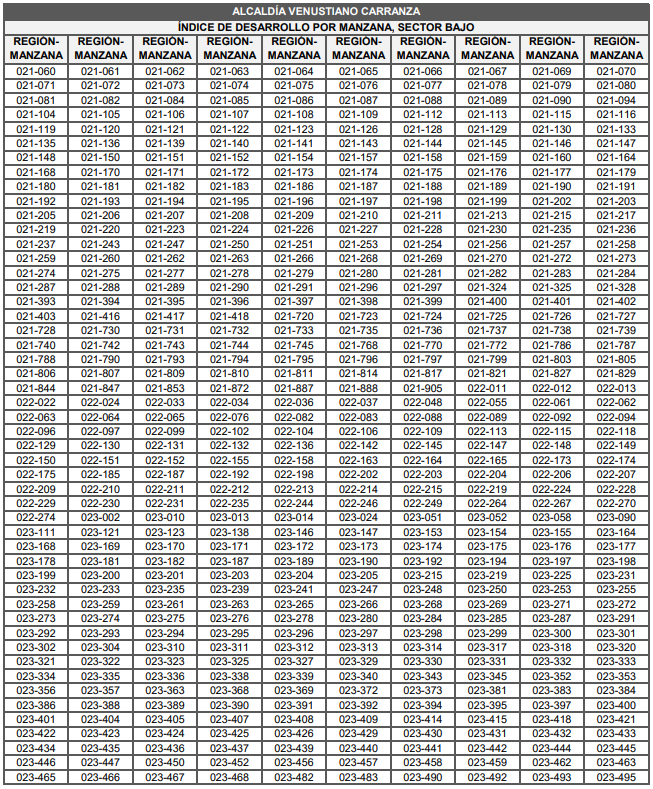 ALCALDÍA VENUSTIANO CARRANZA
ÍNDICE DE DESARROLLO POR MANZANA, SECTOR BAJO
REGIÓN- REGIÓN- REGIÓN- REGIÓN- REGIÓN- REGIÓN- REGIÓN- REGIÓN- REGIÓN- REGIÓN-
MANZANA MANZANA MANZANA MANZANA MANZANA MANZANA MANZANA MANZANA MANZANA MANZANA
021-060 021-061 021-062 021-063 021-064 021-065 021-066 021-067 021-069 021-070
021-071 021-072 021-073 021-074 021-075 021-076 021-077 021-078 021-079 021-080
021-081 021-082 021-084 021-085 021-086 021-087 021-088 021-089 021-090 021-094
021-104 021-105 021-106 021-107 021-108 021-109 021-112 021-113 021-115 021-116
021-119 021-120 021-121 021-122 021-123 021-126 021-128 021-129 021-130 021-133
021-135 021-136 021-139 021-140 021-141 021-143 021-144 021-145 021-146 021-147
021-148 021-150 021-151 021-152 021-154 021-157 021-158 021-159 021-160 021-164
021-168 021-170 021-171 021-172 021-173 021-174 021-175 021-176 021-177 021-179
021-180 021-181 021-182 021-183 021-186 021-187 021-188 021-189 021-190 021-191
021-192 021-193 021-194 021-195 021-196 021-197 021-198 021-199 021-202 021-203
021-205 021-206 021-207 021-208 021-209 021-210 021-211 021-213 021-215 021-217
021-219 021-220 021-223 021-224 021-226 021-227 021-228 021-230 021-235 021-236
021-237 021-243 021-247 021-250 021-251 021-253 021-254 021-256 021-257 021-258
021-259 021-260 021-262 021-263 021-266 021-268 021-269 021-270 021-272 021-273
021-274 021-275 021-277 021-278 021-279 021-280 021-281 021-282 021-283 021-284
021-287 021-288 021-289 021-290 021-291 021-296 021-297 021-324 021-325 021-328
021-393 021-394 021-395 021-396 021-397 021-398 021-399 021-400 021-401 021-402
021-403 021-416 021-417 021-418 021-720 021-723 021-724 021-725 021-726 021-727
021-728 021-730 021-731 021-732 021-733 021-735 021-736 021-737 021-738 021-739
021-740 021-742 021-743 021-744 021-745 021-768 021-770 021-772 021-786 021-787
021-788 021-790 021-793 021-794 021-795 021-796 021-797 021-799 021-803 021-805
021-806 021-807 021-809 021-810 021-811 021-814 021-817 021-821 021-827 021-829
021-844 021-847 021-853 021-872 021-887 021-888 021-905 022-011 022-012 022-013
022-022 022-024 022-033 022-034 022-036 022-037 022-048 022-055 022-061 022-062
022-063 022-064 022-065 022-076 022-082 022-083 022-088 022-089 022-092 022-094
022-096 022-097 022-099 022-102 022-104 022-106 022-109 022-113 022-115 022-118
022-129 022-130 022-131 022-132 022-136 022-142 022-145 022-147 022-148 022-149
022-150 022-151 022-152 022-155 022-158 022-163 022-164 022-165 022-173 022-174
022-175 022-185 022-187 022-192 022-198 022-202 022-203 022-204 022-206 022-207
022-209 022-210 022-211 022-212 022-213 022-214 022-215 022-219 022-224 022-228
022-229 022-230 022-231 022-235 022-244 022-246 022-249 022-264 022-267 022-270
022-274 023-002 023-010 023-013 023-014 023-024 023-051 023-052 023-058 023-090
023-111 023-121 023-123 023-138 023-146 023-147 023-153 023-154 023-155 023-164
023-168 023-169 023-170 023-171 023-172 023-173 023-174 023-175 023-176 023-177
023-178 023-181 023-182 023-187 023-189 023-190 023-192 023-194 023-197 023-198
023-199 023-200 023-201 023-203 023-204 023-205 023-215 023-219 023-225 023-231
023-232 023-233 023-235 023-239 023-241 023-247 023-248 023-250 023-253 023-255
023-258 023-259 023-261 023-263 023-265 023-266 023-268 023-269 023-271 023-272
023-273 023-274 023-275 023-276 023-278 023-280 023-284 023-285 023-287 023-291
023-292 023-293 023-294 023-295 023-296 023-297 023-298 023-299 023-300 023-301
023-302 023-304 023-310 023-311 023-312 023-313 023-314 023-317 023-318 023-320
023-321 023-322 023-323 023-325 023-327 023-329 023-330 023-331 023-332 023-333
023-334 023-335 023-336 023-338 023-339 023-340 023-343 023-345 023-352 023-353
023-356 023-357 023-363 023-368 023-369 023-372 023-373 023-381 023-383 023-384
023-386 023-388 023-389 023-390 023-391 023-392 023-394 023-395 023-397 023-400
023-401 023-404 023-405 023-407 023-408 023-409 023-414 023-415 023-418 023-421
023-422 023-423 023-424 023-425 023-426 023-429 023-430 023-431 023-432 023-433
023-434 023-435 023-436 023-437 023-439 023-440 023-441 023-442 023-444 023-445
023-446 023-447 023-450 023-452 023-456 023-457 023-458 023-459 023-462 023-463
023-465 023-466 023-467 023-468 023-482 023-483 023-490 023-492 023-493 023-495